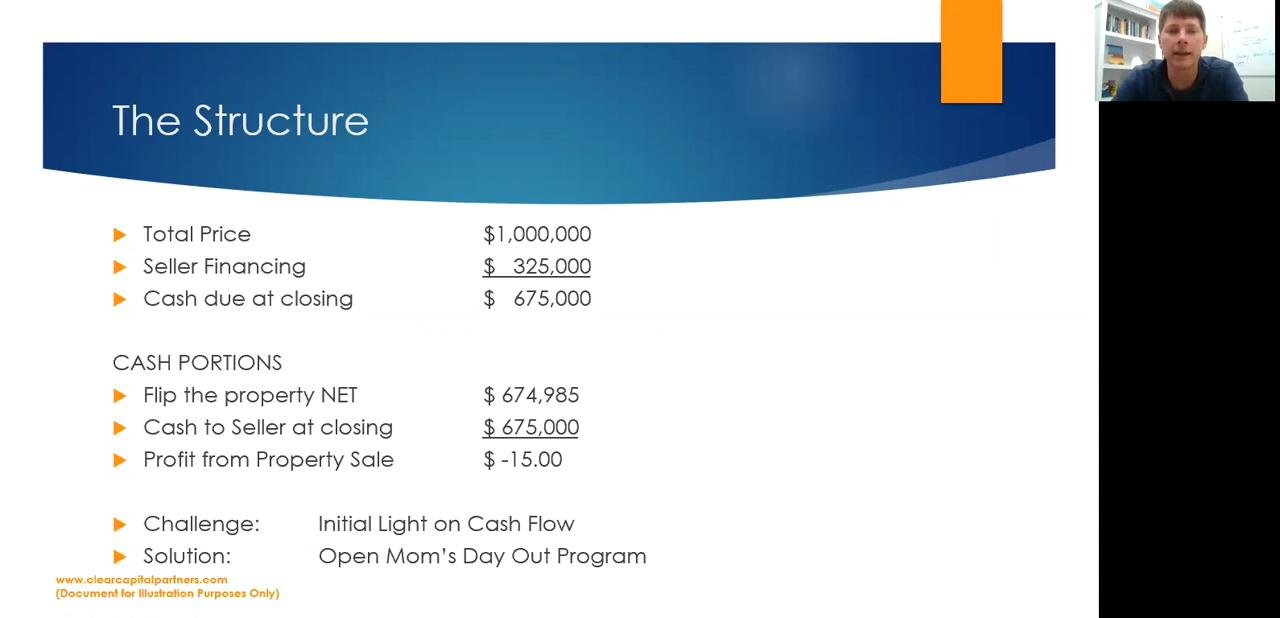 The Structure
Total Price $1,000,000
Seller Financing $ 325,000
Cash due at closing $ 675,000
CASH PORTIONS
Flip the property NET $ 674,985
Cash to Seller at closing $ 675,000
Profit from Property Sale $ -15.00
Challenge: Initial Light on Cash Flow
Solution: Open Mom's Day Out Program
www.clearcapitalpartners.com
(Document for Illustration Purposes Only)